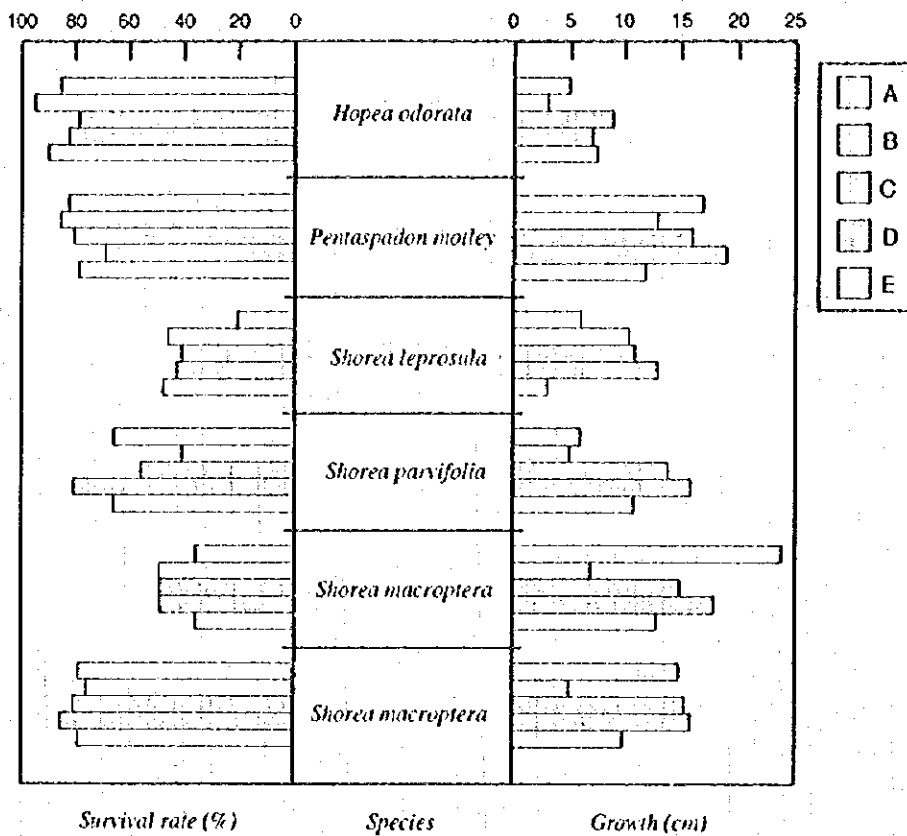 100 80 60 40 20 0 0 5 10 15 20 25
A
B
C
D
E
Hopea odorata
Pentaspadon motley
Shorea leprosula
Shorea parvifolia
Shorea macroptera
Shorea macroptera
Survival rate (%) Species Growth (cm)